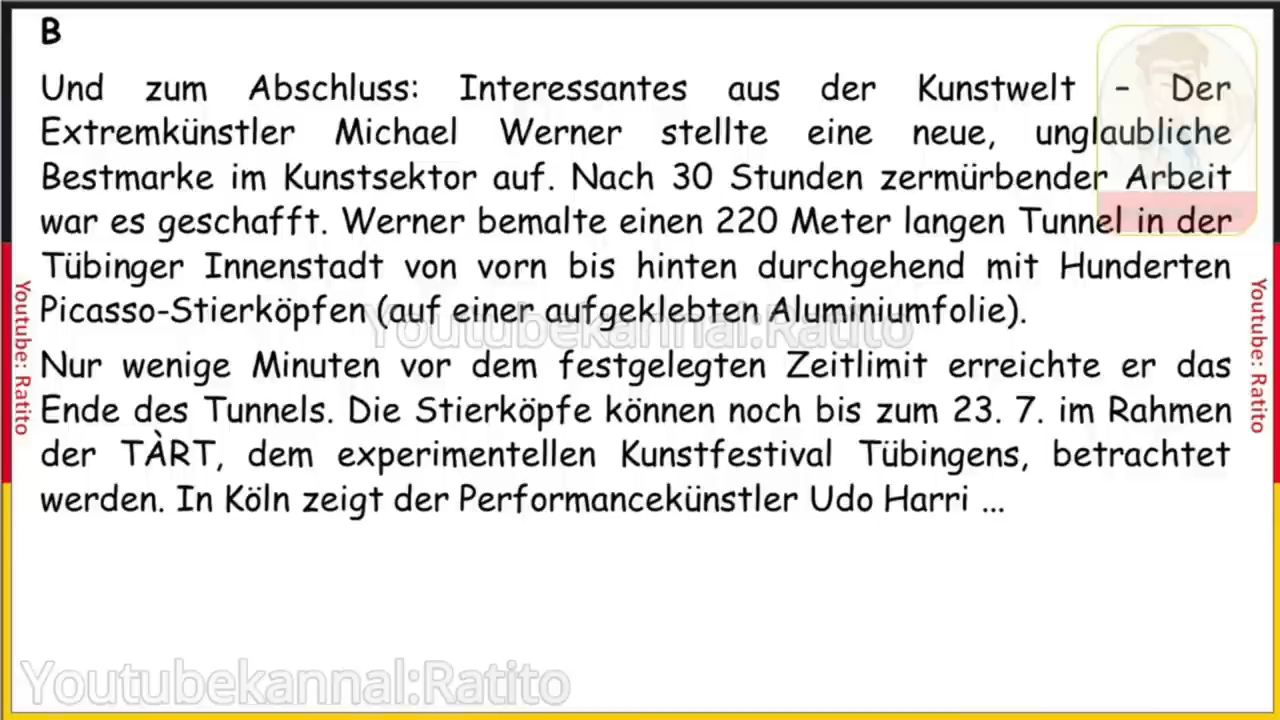 B
Und zum Abschluss: Interessantes aus der Kunstwelt – Der
Extremkünstler Michael Werner stellte eine neue, unglaubliche
Bestmarke im Kunstsektor auf. Nach 30 Stunden zermürbender Arbeit
war es geschafft. Werner bemalte einen 220 Meter langen Tunnel in der
Tübinger Innenstadt von vorn bis hinten durchgehend mit Hunderten
Picasso-Stierköpfen (auf einer aufgeklebten Aluminiumfolie).
Nur wenige Minuten vor dem festgelegten Zeitlimit erreichte er das
Ende des Tunnels. Die Stierköpfe können noch bis zum 23. 7. im Rahmen
der TÀRT, dem experimentellen Kunstfestival Tübingens, betrachtet
werden. In Köln zeigt der Performancekünstler Udo Harri ...
Youtube: Ratito
Youtube: Ratito
Youtubekannal:Ratito
Youtubekannal:Ratito